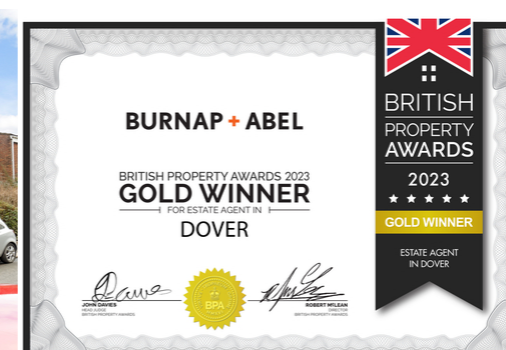 BURNAP + ABEL
BRITISH PROPERTY AWARDS 2023
GOLD WINNER
FOR ESTATE AGENT IN
DOVER
JOHN DAVIES
HEAD JUDGE
BRITISH PROPERTY AWARDS
BPA
ROBERT McLEAN
DIRECTOR
BRITISH PROPERTY AWARDS
BRITISH
PROPERTY
AWARDS
2023
GOLD WINNER
ESTATE AGENT
IN DOVER